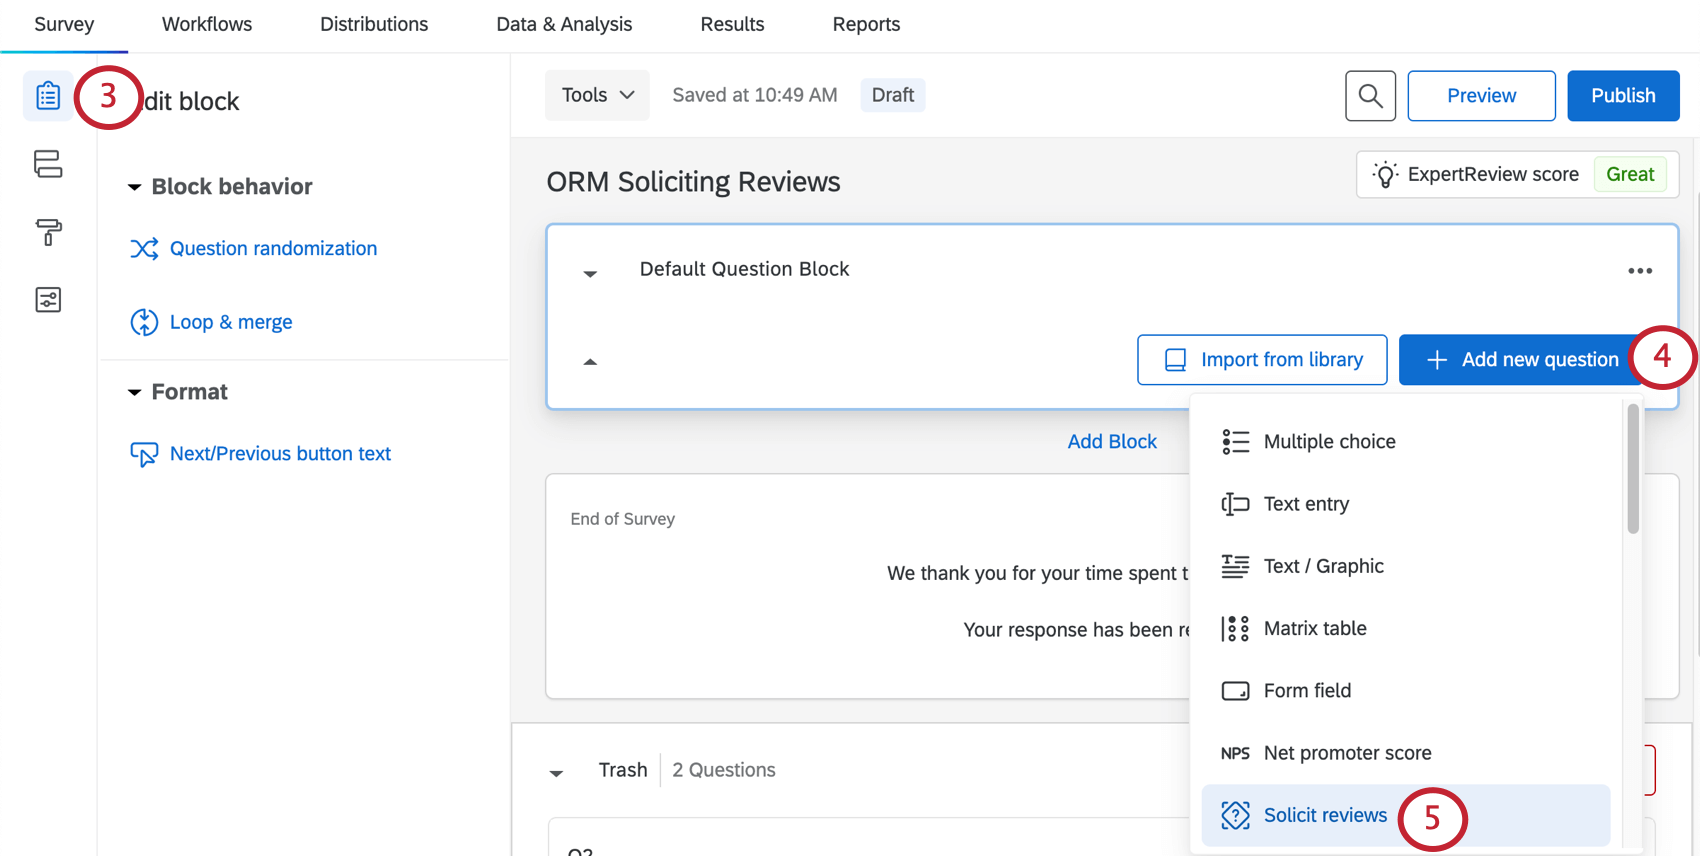 Survey Workflows Distributions Data & Analysis Results Reports
3
dit block
Tools Saved at 10:49 AM Draft Preview Publish
Block behavior
Question randomization
Loop & merge
Format
Next/Previous button text
ORM Soliciting Reviews
ExpertReview score Great
Default Question Block
Import from library
Add new question 4
Add Block
Multiple choice
Text entry
Text / Graphic
Matrix table
Form field
NPS Net promoter score
Solicit reviews 5
End of Survey
We thank you for your time spent t
Your response has been re
Trash 2 Questions